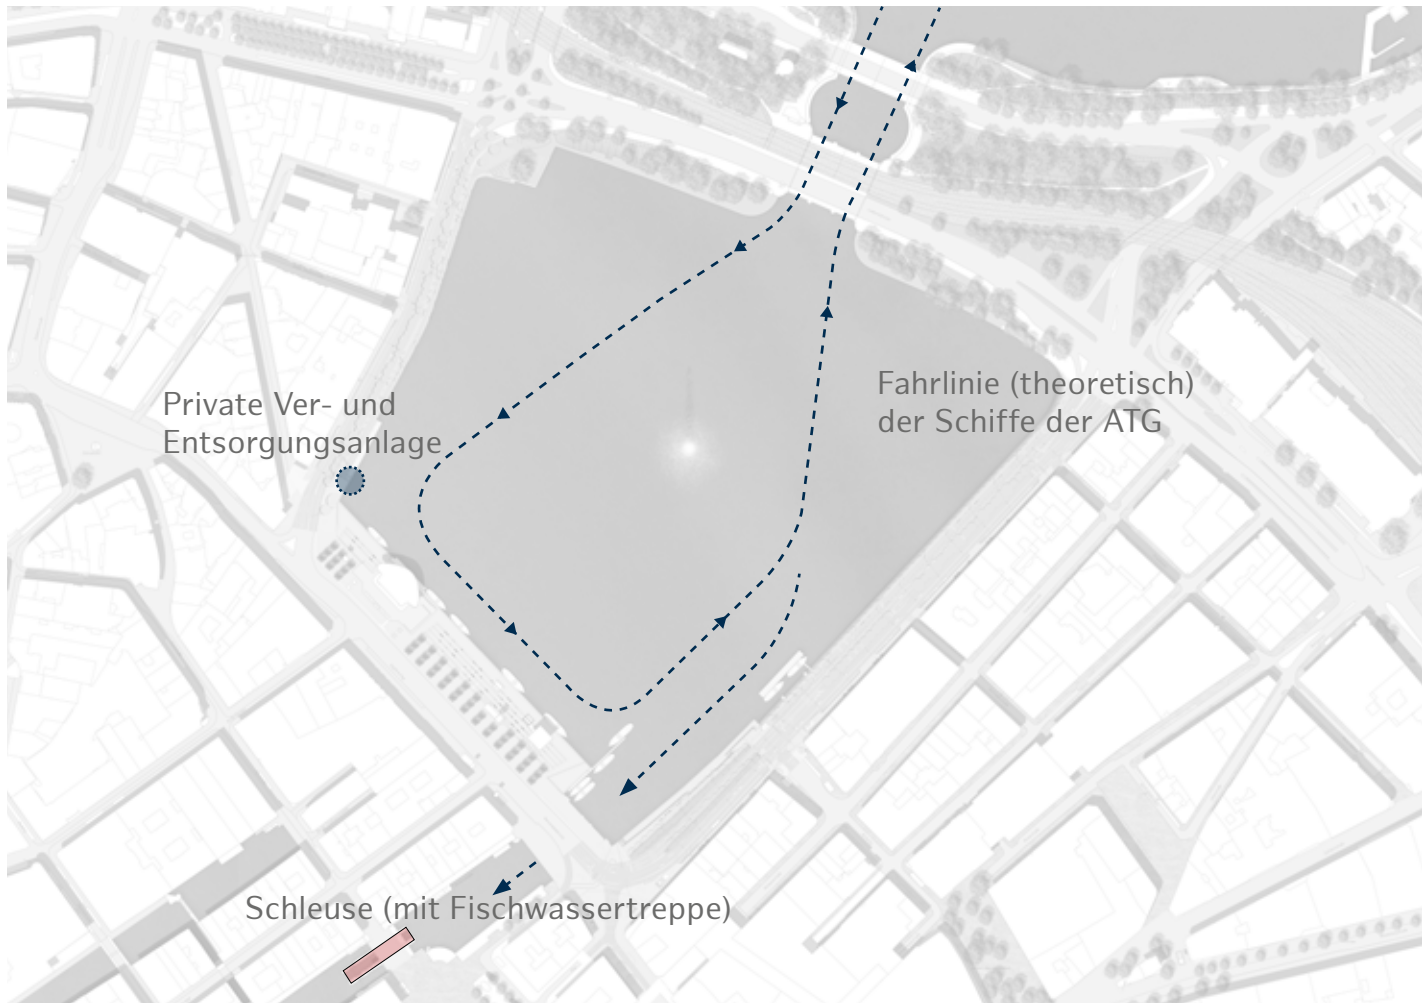 Private Ver- und
Entsorgungsanlage
Fahrlinie (theoretisch)
der Schiffe der ATG
Schleuse (mit Fischwassertreppe)